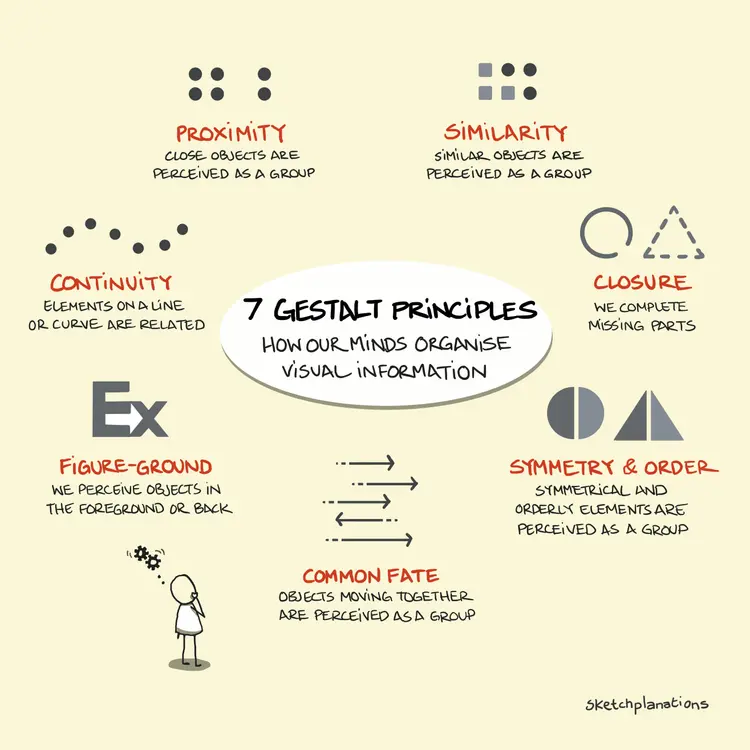 PROXIMITY
CLOSE OBJECTS ARE
PERCEIVED AS A GROUP
SIMILARITY
SIMILAR OBJECTS ARE
PERCEIVED AS A GROUP
CONTINUITY
ELEMENTS ON A LINE
OR CURVE ARE RELATED
7 GESTALT PRINCIPLES
HOW OUR MINDS ORGANISE
VISUAL INFORMATION
CLOSURE
WE COMPLETE
MISSING PARTS
Ex
FIGURE-GROUND
WE PERCEIVE OBJECTS IN
THE FOREGROUND OR BACK
SYMMETRY & ORDER
SYMMETRICAL AND
ORDERLY ELEMENTS ARE
PERCEIVED AS A GROUP
COMMON FATE
OBJECTS MOVING TOGETHER
ARE PERCEIVED AS A GROUP
sketchplanations